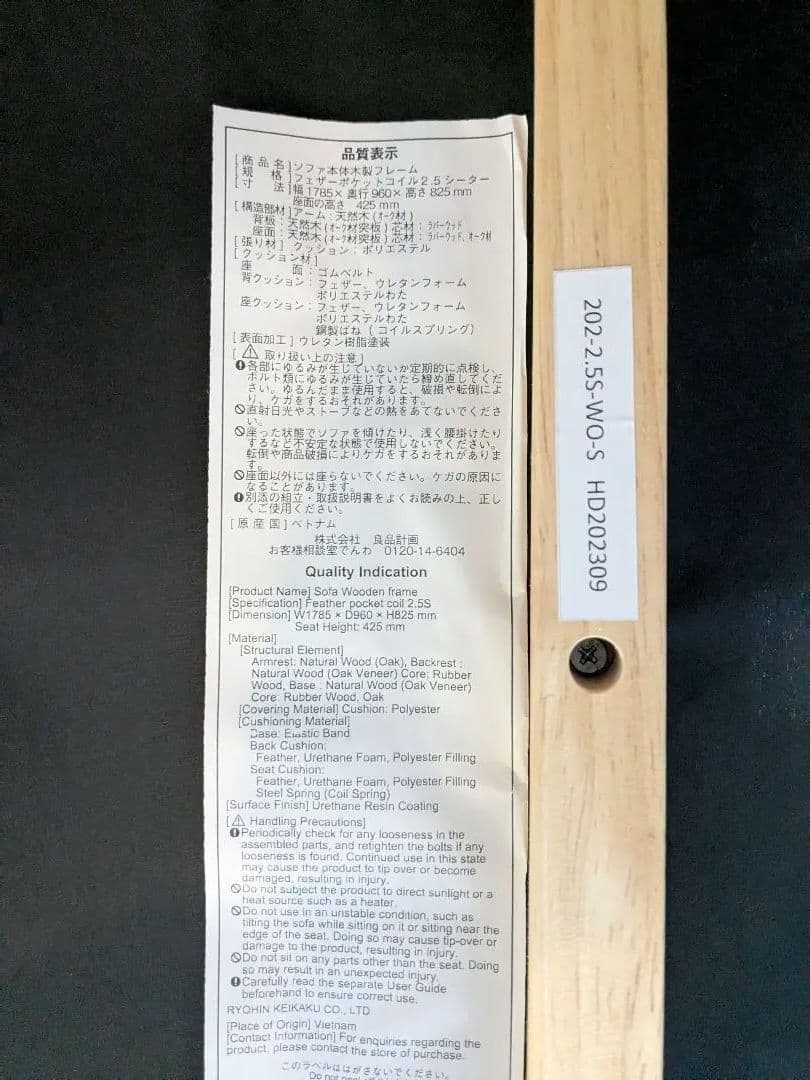 品質表示
[商品名]ソファ本体木製フレーム
[規格]フェザーポケットコイル2.5シーター
[寸法]幅1785×奥行960×高さ825mm
座面の高さ 425mm
[構造部材]アーム:天然木(オーク材)
背板:天然木(オーク材突板)芯材:ラバーウッド
座面:天然木(オーク材突板)芯材:ラバーウッド、オーク材
[張り材]クッション:ポリエステル
[クッション材]
座面:ゴムベルト
背クッション:フェザー、ウレタンフォーム
ポリエステルわた
座クッション:フェザー、ウレタンフォーム
ポリエステルわた
鋼製ばね(コイルスプリング)
[表面加工]ウレタン樹脂塗装
[⚠取り扱い上の注意]
各部にゆるみが生じていないか定期的に点検し、
ボルト類にゆるみが生じていたら締め直してくだ
さい。ゆるんだまま使用すると、破損や転倒によ
り、ケガをするおそれがあります。
直射日光やストーブなどの熱をあてないでくださ
い。
座った状態でソファを傾けたり、浅く腰掛けたり
するなど不安定な状態で使用しないでください。
転倒や商品破損によりケガをするおそれがありま
す。
座面以外には座らないでください。ケガの原因に
なることがあります。
別添の組立・取扱説明書をよくお読みの上、正し
くご使用ください。
[原産国]ベトナム
株式会社 良品計画
お客様相談室でんわ 0120-14-6404
Quality Indication
[Product Name] Sofa Wooden frame
[Specification] Feather pocket coil 2.5S
[Dimension] W1785 × D960 × H825 mm
Seat Height: 425 mm
[Material]
[Structural Element]
Armrest: Natural Wood (Oak), Backrest :
Natural Wood (Oak Veneer) Core: Rubber
Wood, Base : Natural Wood (Oak Veneer)
Core: Rubber Wood, Oak
[Covering Material] Cushion: Polyester
[Cushioning Material]
Base: Elastic Band
Back Cushion:
Feather, Urethane Foam, Polyester Filling
Seat Cushion:
Feather, Urethane Foam, Polyester Filling
Steel Spring (Coil Spring)
[Surface Finish] Urethane Resin Coating
[⚠ Handling Precautions]
Periodically check for any looseness in the
assembled parts, and retighten the bolts if any
looseness is found. Continued use in this state
may cause the product to tip over or become
damaged, resulting in injury.
Do not subject the product to direct sunlight or a
heat source such as a heater.
Do not use in an unstable condition, such as
tilting the sofa while sitting on it or sitting near the
edge of the seat. Doing so may cause tip-over or
damage to the product, resulting in injury.
Do not sit on any parts other than the seat. Doing
so may result in an unexpected injury.
Carefully read the separate User Guide
beforehand to ensure correct use.
RYOHIN KEIKAKU CO., LTD
[Place of Origin] Vietnam
[Contact Information] For enquiries regarding the
product, please contact the store of purchase.
このラベルははがさないでください。
Do not
202-2.5S-WO-S HD202309